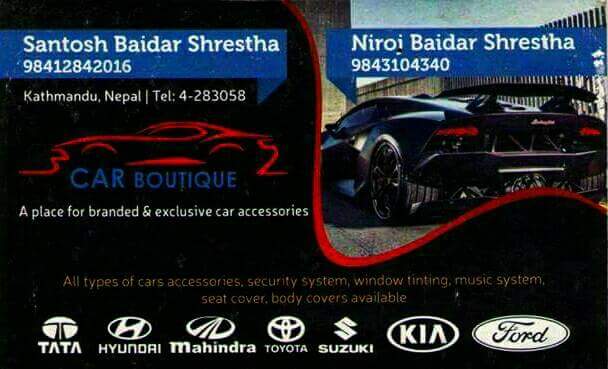 Santosh Baidar Shrestha
98412842016
Kathmandu, Nepal | Tel: 4-283058
Niroj Baidar Shrestha
9843104340
CAR BOUTIQUE
A place for branded & exclusive car accessories
All types of cars accessories, security system, window tinting, music system,
seat cover, body covers available
TATA HYUNDAI Mahindra TOYOTA SUZUKI KIA Ford